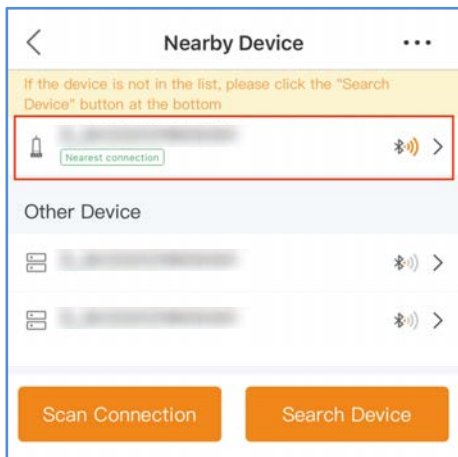 Nearby Device
If the device is not in the list, please click the "Search
Device" button at the bottom
Nearest connection
Other Device
Scan Connection
Search Device